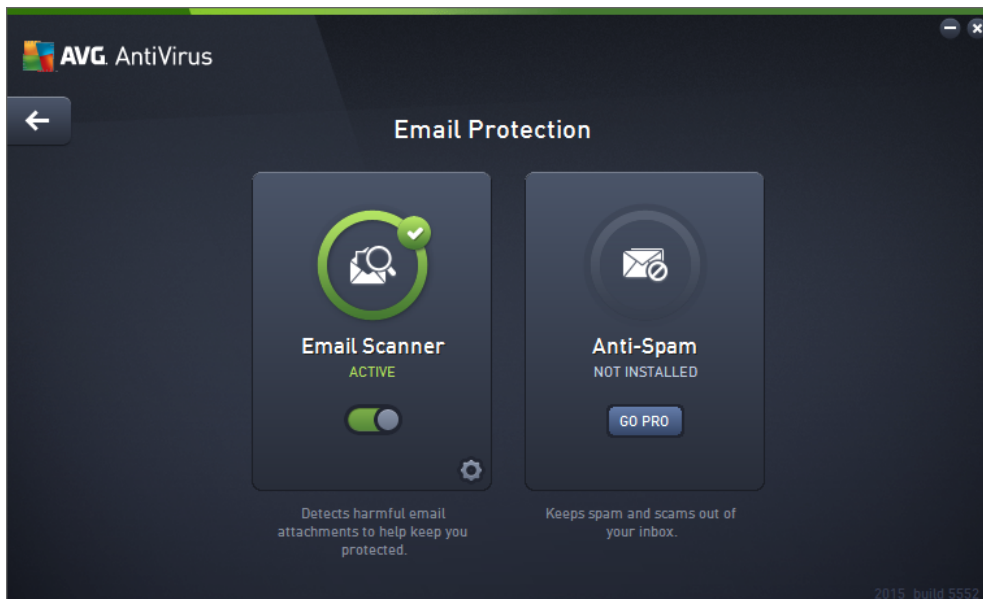 AVG. AntiVirus
Email Protection
Email Scanner
ACTIVE
Detects harmful email
attachments to help keep you
protected.
Anti-Spam
NOT INSTALLED
GO PRO
Keeps spam and scams out of
your inbox.
2015 build 5552